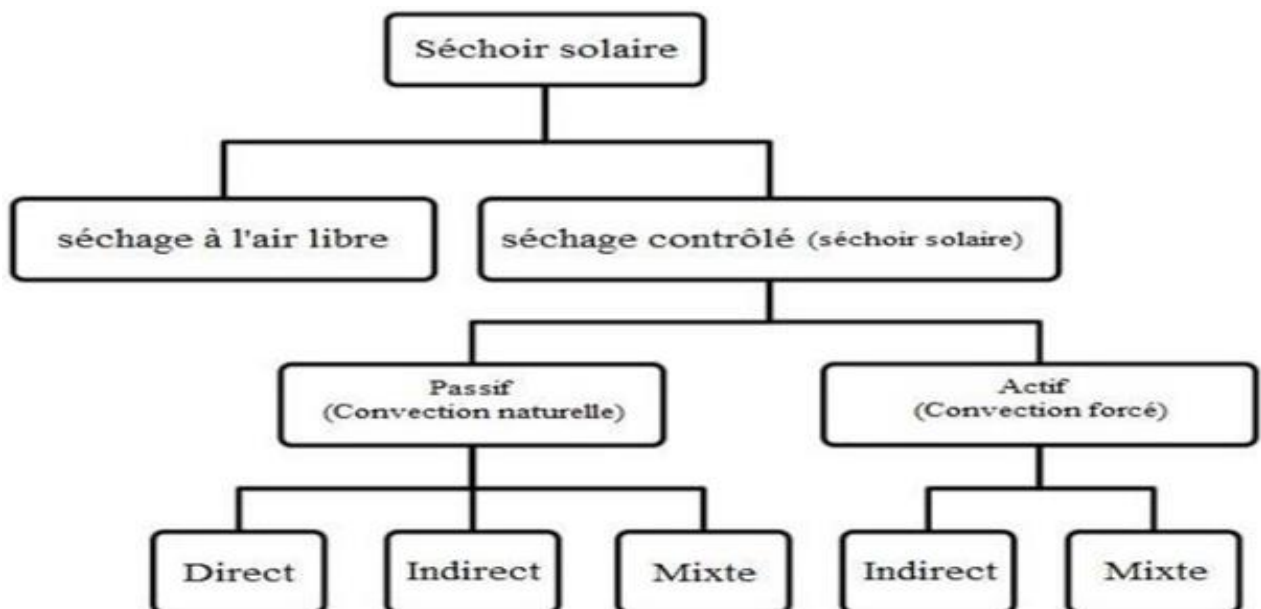 Séchoir solaire
séchage à l'air libre
séchage contrôlé (séchoir solaire)
Passif
(Convection naturelle)
Actif
(Convection forcé)
Direct
Indirect
Mixte
Indirect
Mixte